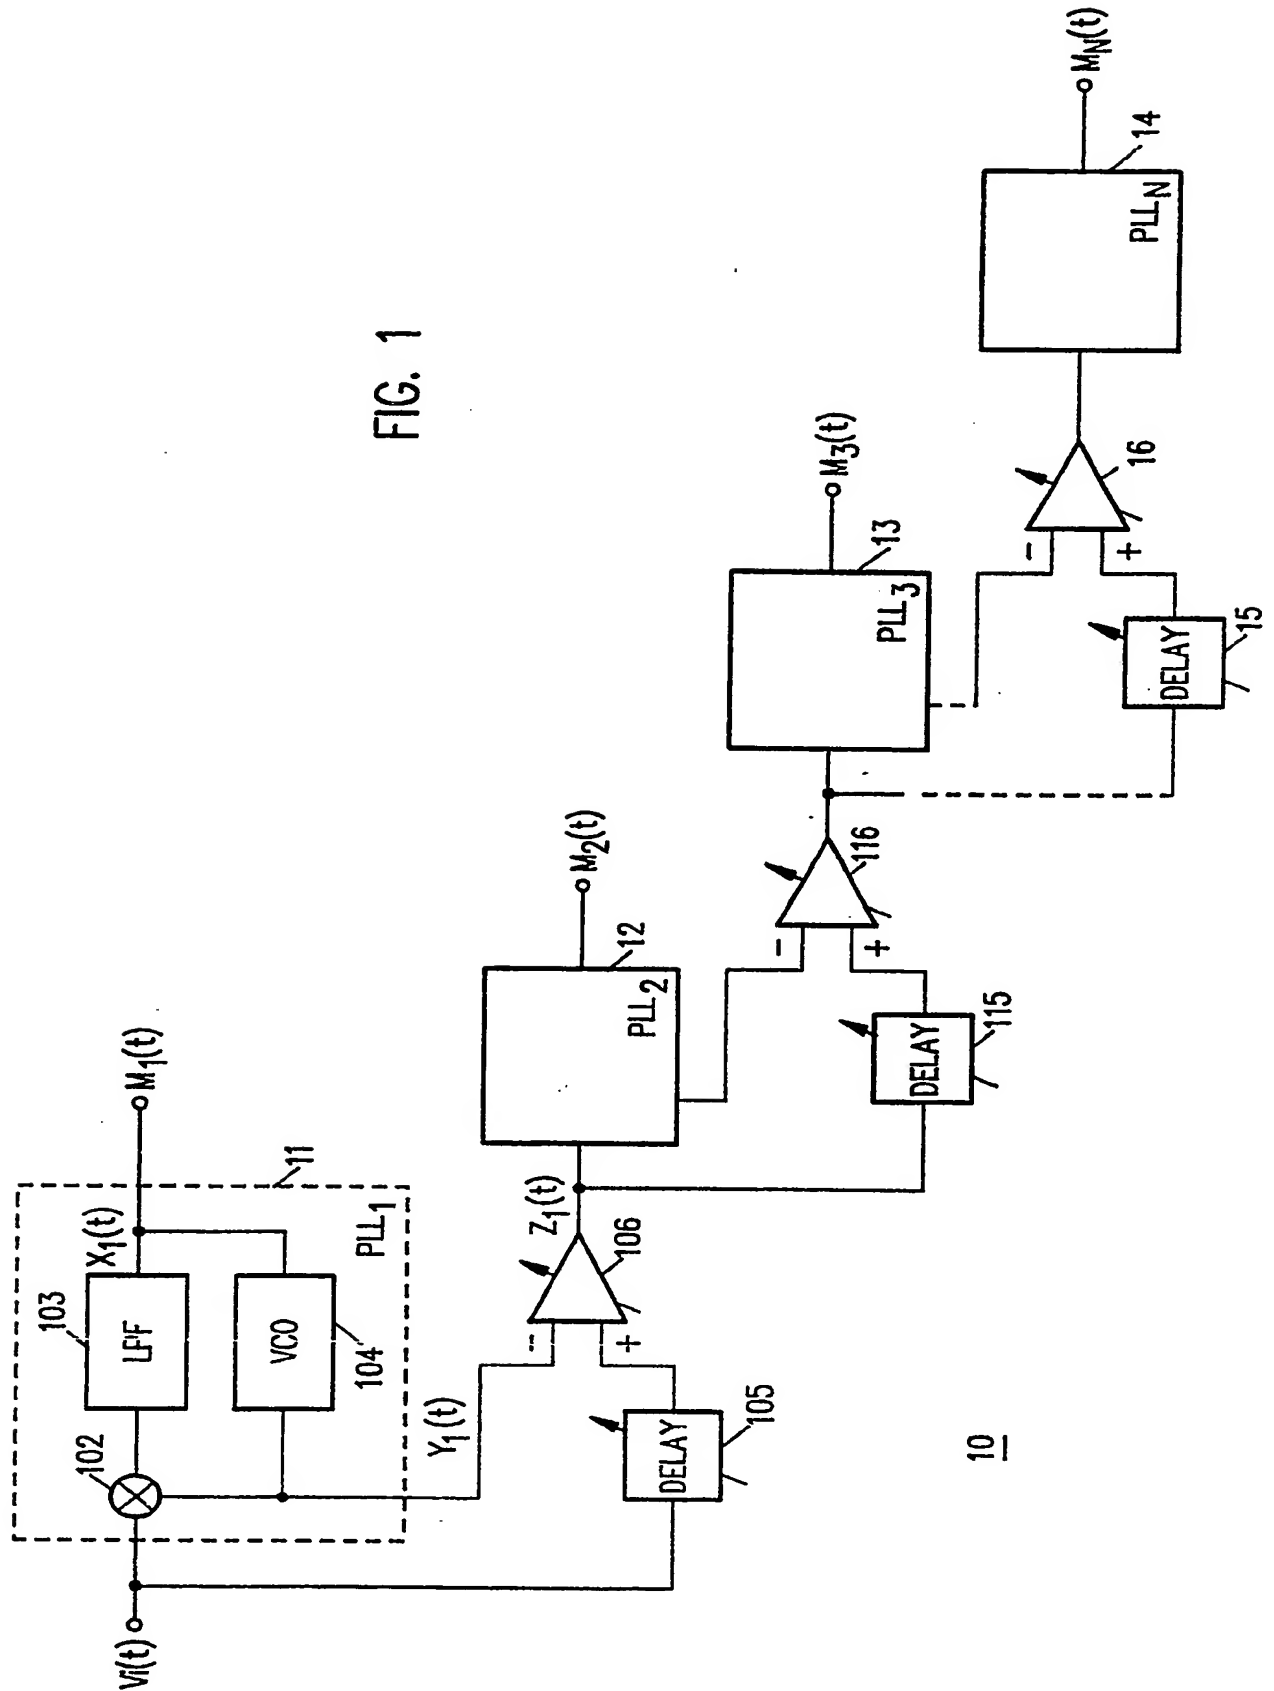 FIG. 1
Vi(t)
102
103
LPF
X1(t)
M1(t)
VCO
104
PLL1
11
Y1(t)
DELAY
105
-
+
106
Z1(t)
PLL2
12
M2(t)
DELAY
115
-
+
116
PLL3
13
M3(t)
DELAY
15
-
+
16
PLLN
14
MN(t)
10